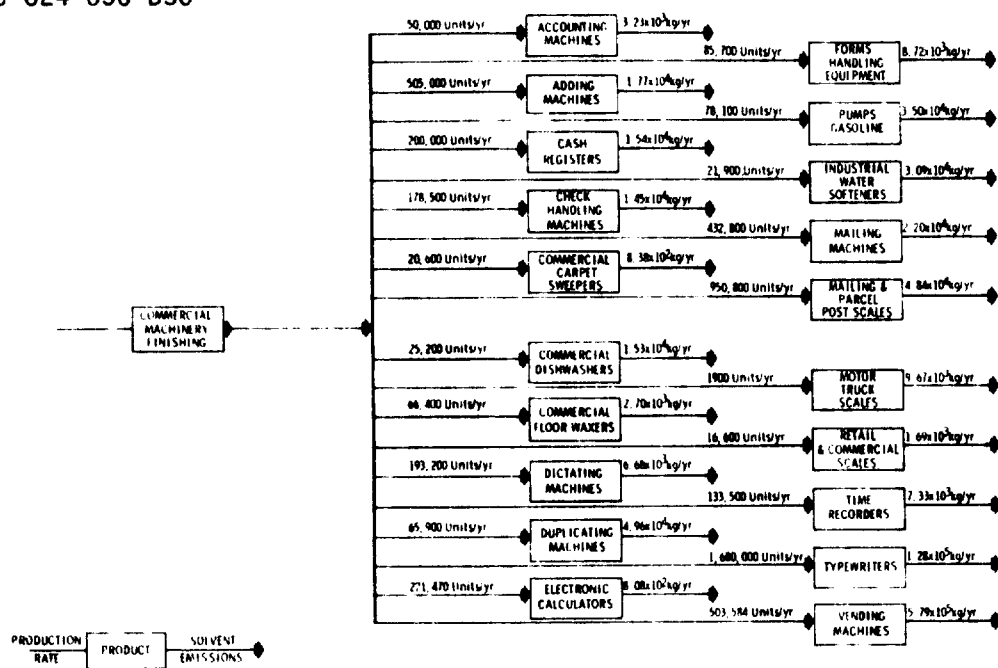 50,000 Units/yr
ACCOUNTING
MACHINES
3.23x10³kg/yr
85,700 Units/yr
FORMS
HANDLING
EQUIPMENT
8.72x10³kg/yr
505,000 Units/yr
ADDING
MACHINES
1.77x10⁴kg/yr
78,100 Units/yr
PUMPS
GASOLINE
3.50x10⁴kg/yr
200,000 Units/yr
CASH
REGISTERS
1.54x10⁴kg/yr
21,900 Units/yr
INDUSTRIAL
WATER
SOFTENERS
3.09x10⁴kg/yr
178,500 Units/yr
CHECK
HANDLING
MACHINES
1.45x10⁴kg/yr
432,800 Units/yr
MAILING
MACHINES
2.20x10⁴kg/yr
20,600 Units/yr
COMMERCIAL
CARPET
SWEEPERS
8.38x10²kg/yr
950,800 Units/yr
MAILING &
PARCEL
POST SCALES
4.84x10⁴kg/yr
COMMERCIAL
MACHINERY
FINISHING
25,200 Units/yr
COMMERCIAL
DISHWASHERS
1.53x10⁴kg/yr
1900 Units/yr
MOTOR
TRUCK
SCALES
9.67x10³kg/yr
66,400 Units/yr
COMMERCIAL
FLOOR WAXERS
2.70x10³kg/yr
16,600 Units/yr
RETAIL
& COMMERCIAL
SCALES
1.69x10³kg/yr
193,200 Units/yr
DICTATING
MACHINES
6.68x10³kg/yr
133,500 Units/yr
TIME
RECORDERS
7.33x10³kg/yr
65,900 Units/yr
DUPLICATING
MACHINES
4.96x10⁴kg/yr
1,680,000 Units/yr
TYPEWRITERS
1.28x10⁵kg/yr
271,470 Units/yr
ELECTRONIC
CALCULATORS
8.08x10²kg/yr
503,584 Units/yr
VENDING
MACHINES
5.79x10⁵kg/yr
PRODUCTION
RATE
PRODUCT
SOLVENT
EMISSIONS